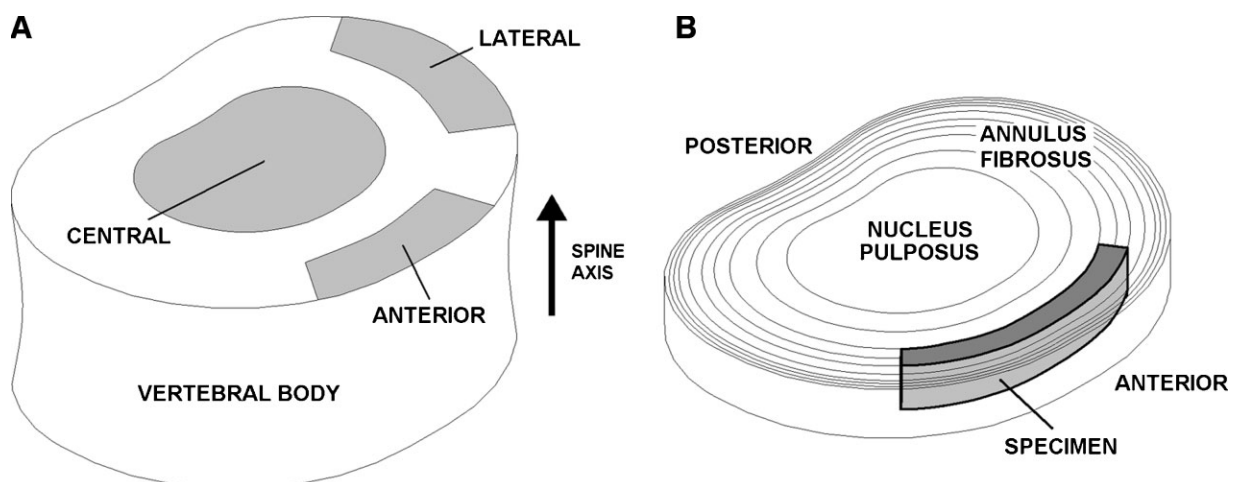 A
LATERAL
CENTRAL
SPINE
AXIS
ANTERIOR
VERTEBRAL BODY
B
POSTERIOR
ANNULUS
FIBROSUS
NUCLEUS
PULPOSUS
ANTERIOR
SPECIMEN